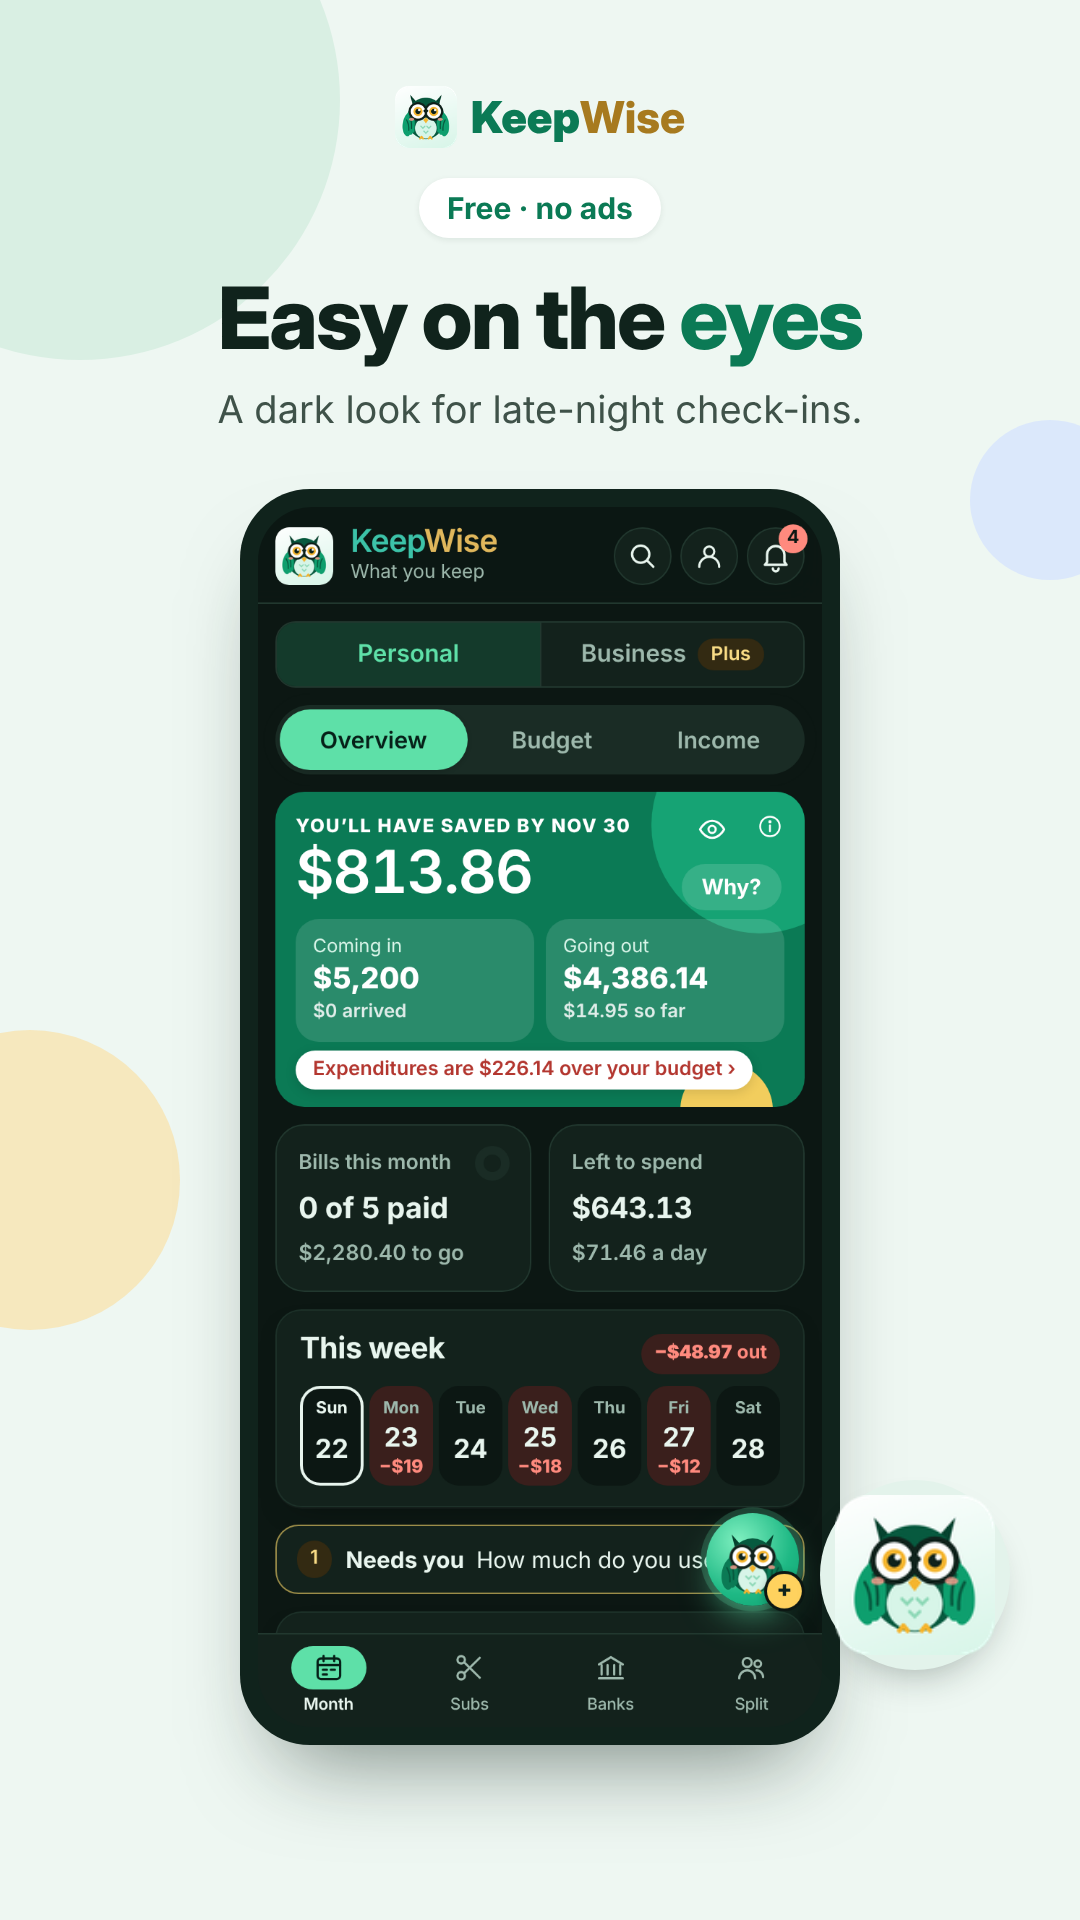 KeepWise
Free · no ads
Easy on the eyes
A dark look for late-night check-ins.
KeepWise
What you keep
4
Personal
Business Plus
Overview Budget Income
YOU’LL HAVE SAVED BY NOV 30
$813.86
Why?
Coming in
$5,200
$0 arrived
Going out
$4,386.14
$14.95 so far
Expenditures are $226.14 over your budget ›
Bills this month
0 of 5 paid
$2,280.40 to go
Left to spend
$643.13
$71.46 a day
This week
−$48.97 out
Sun Mon Tue Wed Thu Fri Sat
22 23 24 25 26 27 28
−$19 −$18 −$12
1 Needs you How much do you use
Month Subs Banks Split